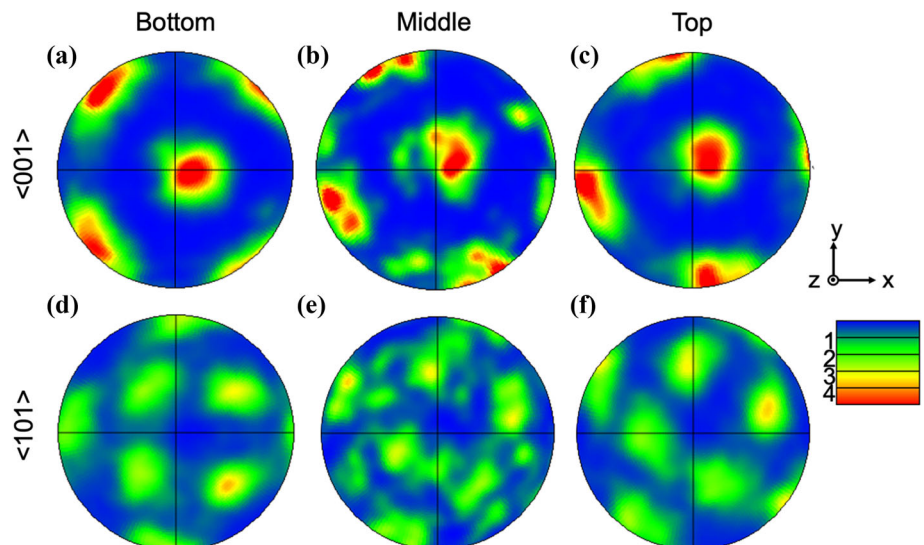 Bottom Middle Top
(a) (b) (c)
<001>
y
z x
(d) (e) (f)
1
2
3
4
<101>